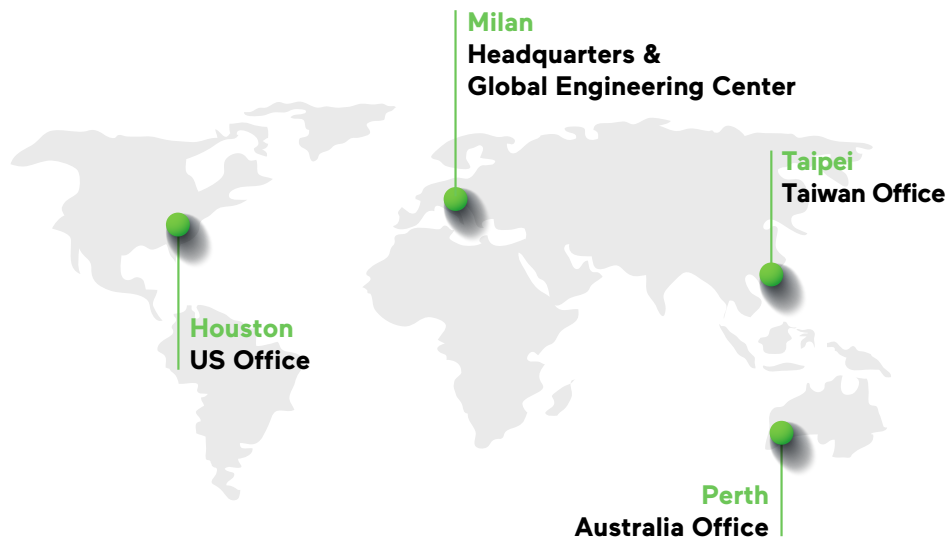 Milan
Headquarters &
Global Engineering Center
Taipei
Taiwan Office
Houston
US Office
Perth
Australia Office